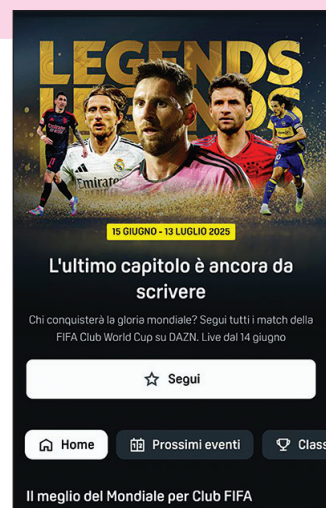 LEGENDS
LEGENDS
Emirates
15 GIUGNO - 13 LUGLIO 2025
L'ultimo capitolo è ancora da
scrivere
Chi conquisterà la gloria mondiale? Segui tutti i match della
FIFA Club World Cup su DAZN. Live dal 14 giugno
Segui
Home
Prossimi eventi
Class
Il meglio del Mondiale per Club FIFA